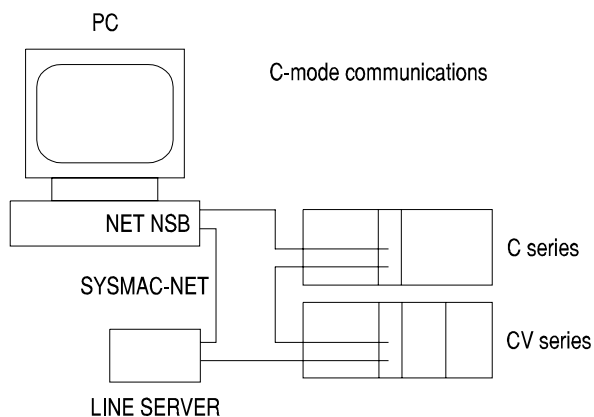 PC
C-mode communications
NET NSB
C series
SYSMAC-NET
CV series
LINE SERVER